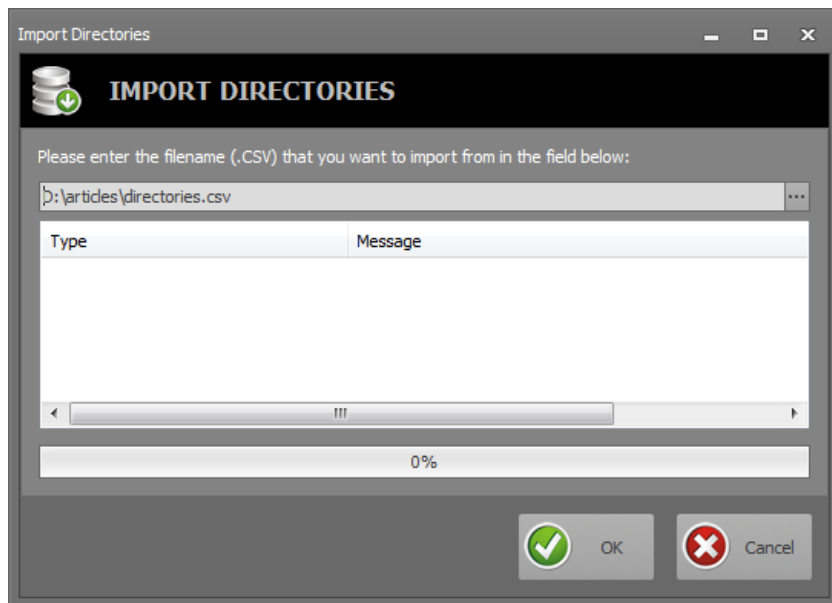 Import Directories
IMPORT DIRECTORIES
Please enter the filename (.CSV) that you want to import from in the field below:
D:\articles\directories.csv
...
Type Message
0%
OK Cancel